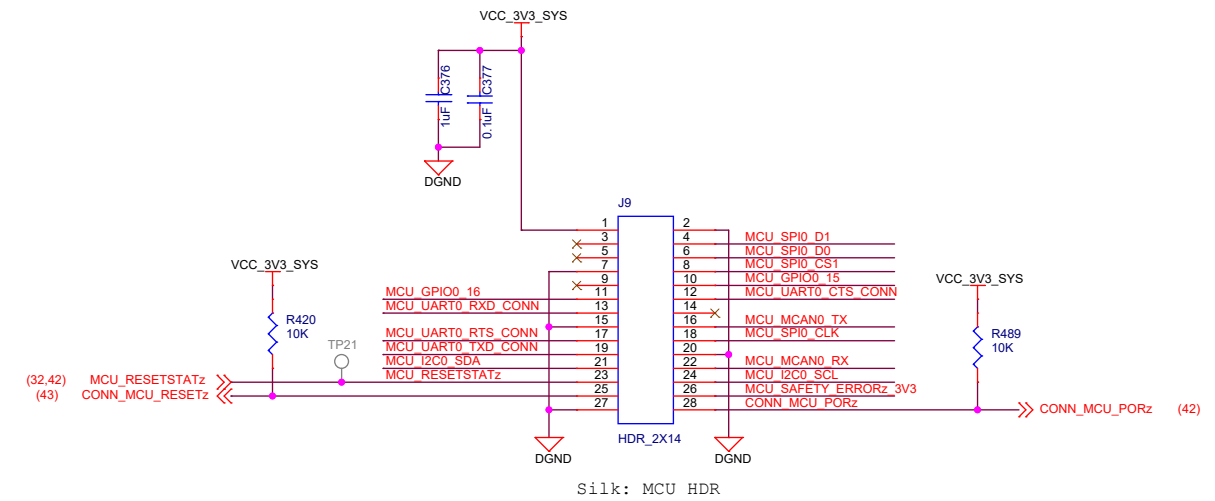 VCC_3V3_SYS
C376
1uF
C377
0.1uF
DGND
J9
1 2
3 4 MCU_SPI0_D1
5 6 MCU_SPI0_D0
7 8 MCU_SPI0_CS1
9 10 MCU_GPIO0_15
MCU_GPIO0_16 11 12 MCU_UART0_CTS_CONN
MCU_UART0_RXD_CONN 13 14
15 16 MCU_MCAN0_TX
MCU_UART0_RTS_CONN 17 18 MCU_SPI0_CLK
MCU_UART0_TXD_CONN 19 20
MCU_I2C0_SDA 21 22 MCU_MCAN0_RX
MCU_RESETSTATz 23 24 MCU_I2C0_SCL
25 26 MCU_SAFETY_ERRORz_3V3
27 28 CONN_MCU_PORz
HDR_2X14
VCC_3V3_SYS
R420
10K
TP21
(32,42) MCU_RESETSTATz
(43) CONN_MCU_RESETz
VCC_3V3_SYS
R489
10K
CONN_MCU_PORz (42)
DGND
DGND
Silk: MCU HDR